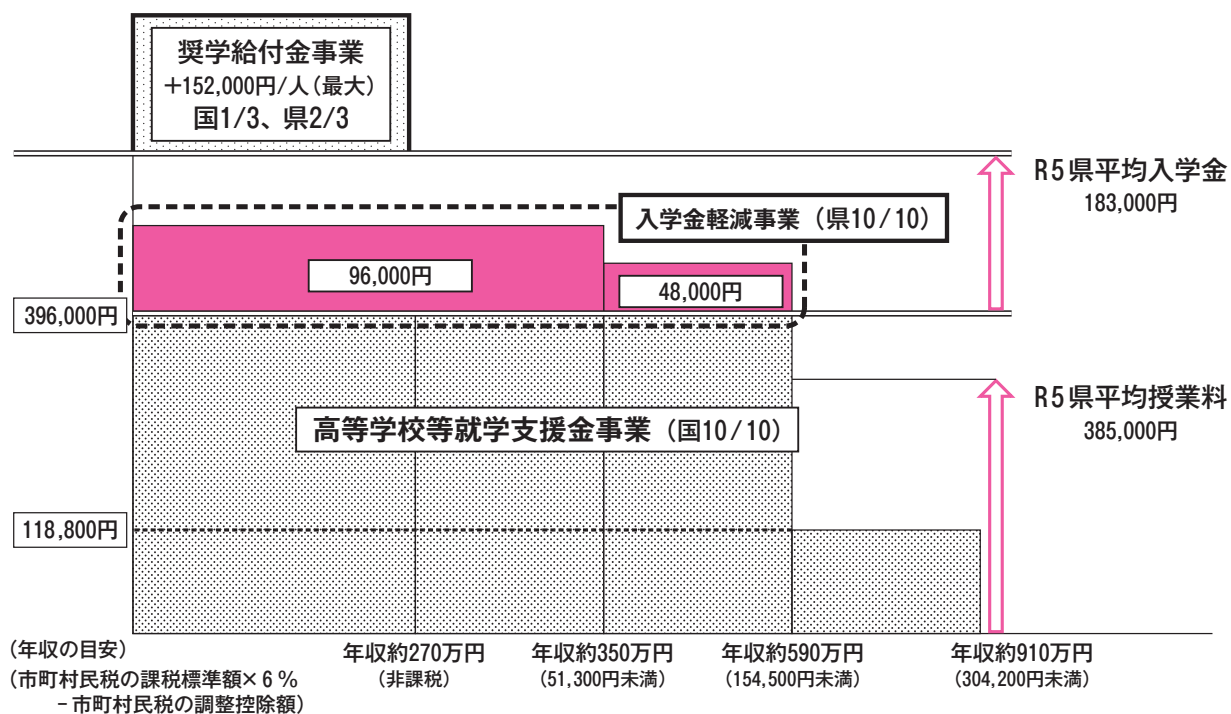 奨学給付金事業
+152,000円/人(最大)
国1/3、県2/3
R5県平均入学金
183,000円
入学金軽減事業（県10/10）
96,000円
48,000円
396,000円
R5県平均授業料
385,000円
高等学校等就学支援金事業（国10/10）
118,800円
(年収の目安)
年収約270万円
年収約350万円
年収約590万円
年収約910万円
(市町村民税の課税標準額×6％
(非課税)
(51,300円未満)
(154,500円未満)
(304,200円未満)
－市町村民税の調整控除額)